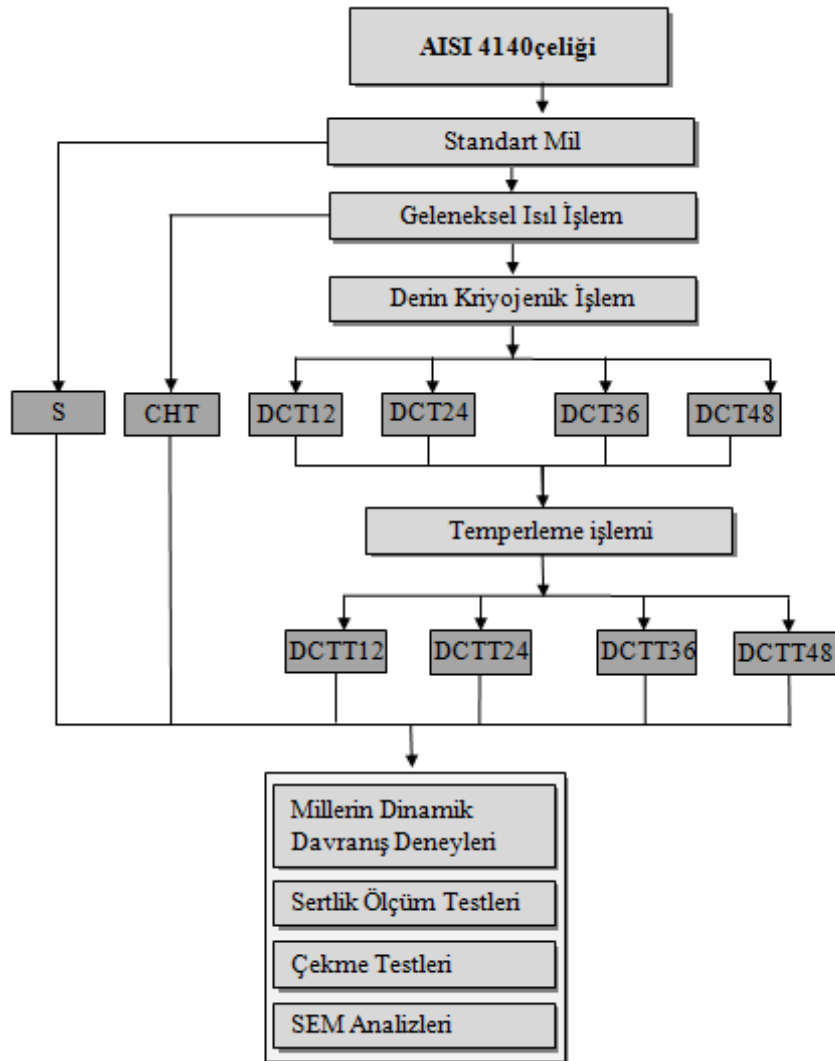 AISI 4140çeliği
Standart Mil
Geleneksel Isıl İşlem
Derin Kriyojenik İşlem
S
CHT
DCT12
DCT24
DCT36
DCT48
Temperleme işlemi
DCTT12
DCTT24
DCTT36
DCTT48
Millerin Dinamik
Davranış Deneyleri
Sertlik Ölçüm Testleri
Çekme Testleri
SEM Analizleri